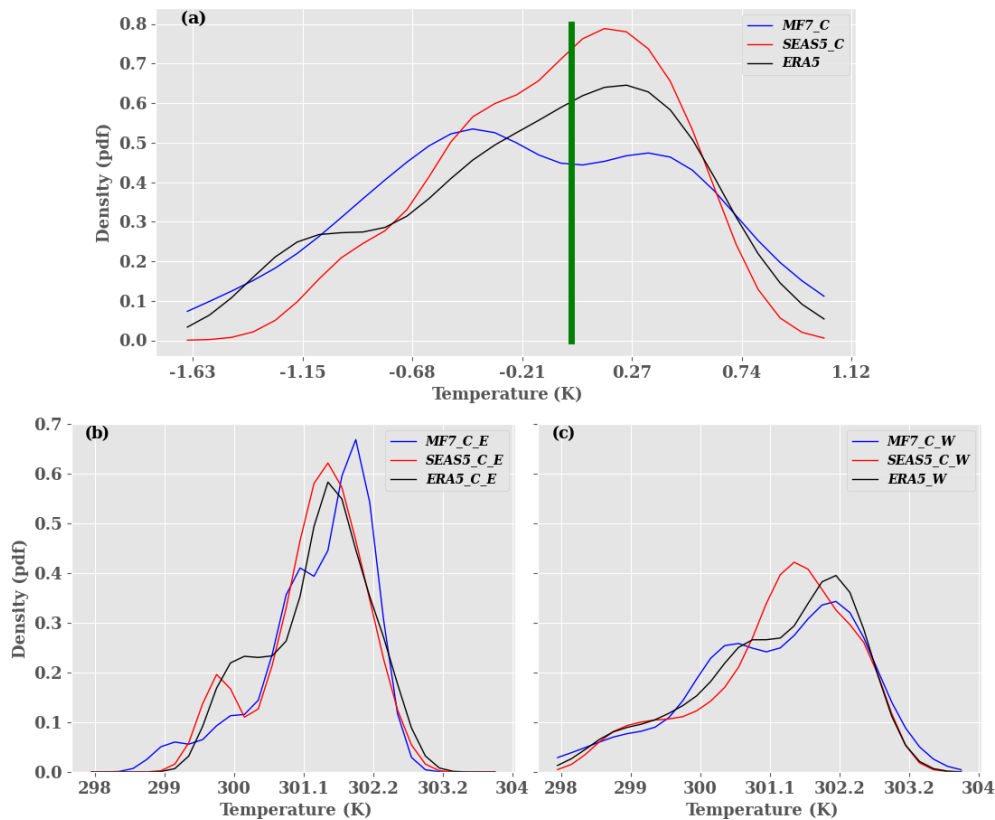 (a)
MF7_C
SEAS5_C
ERA5
0.8
0.7
0.6
0.5
0.4
0.3
0.2
0.1
0.0
Density (pdf)
-1.63 -1.15 -0.68 -0.21 0.27 0.74 1.12
Temperature (K)
(b)
MF7_C_E
SEAS5_C_E
ERA5_C_E
0.7
0.6
0.5
0.4
0.3
0.2
0.1
0.0
Density (pdf)
298 299 300 301.1 302.2 303.2 304
Temperature (K)
(c)
MF7_C_W
SEAS5_C_W
ERA5_W
298 299 300 301.1 302.2 303.2 304
Temperature (K)